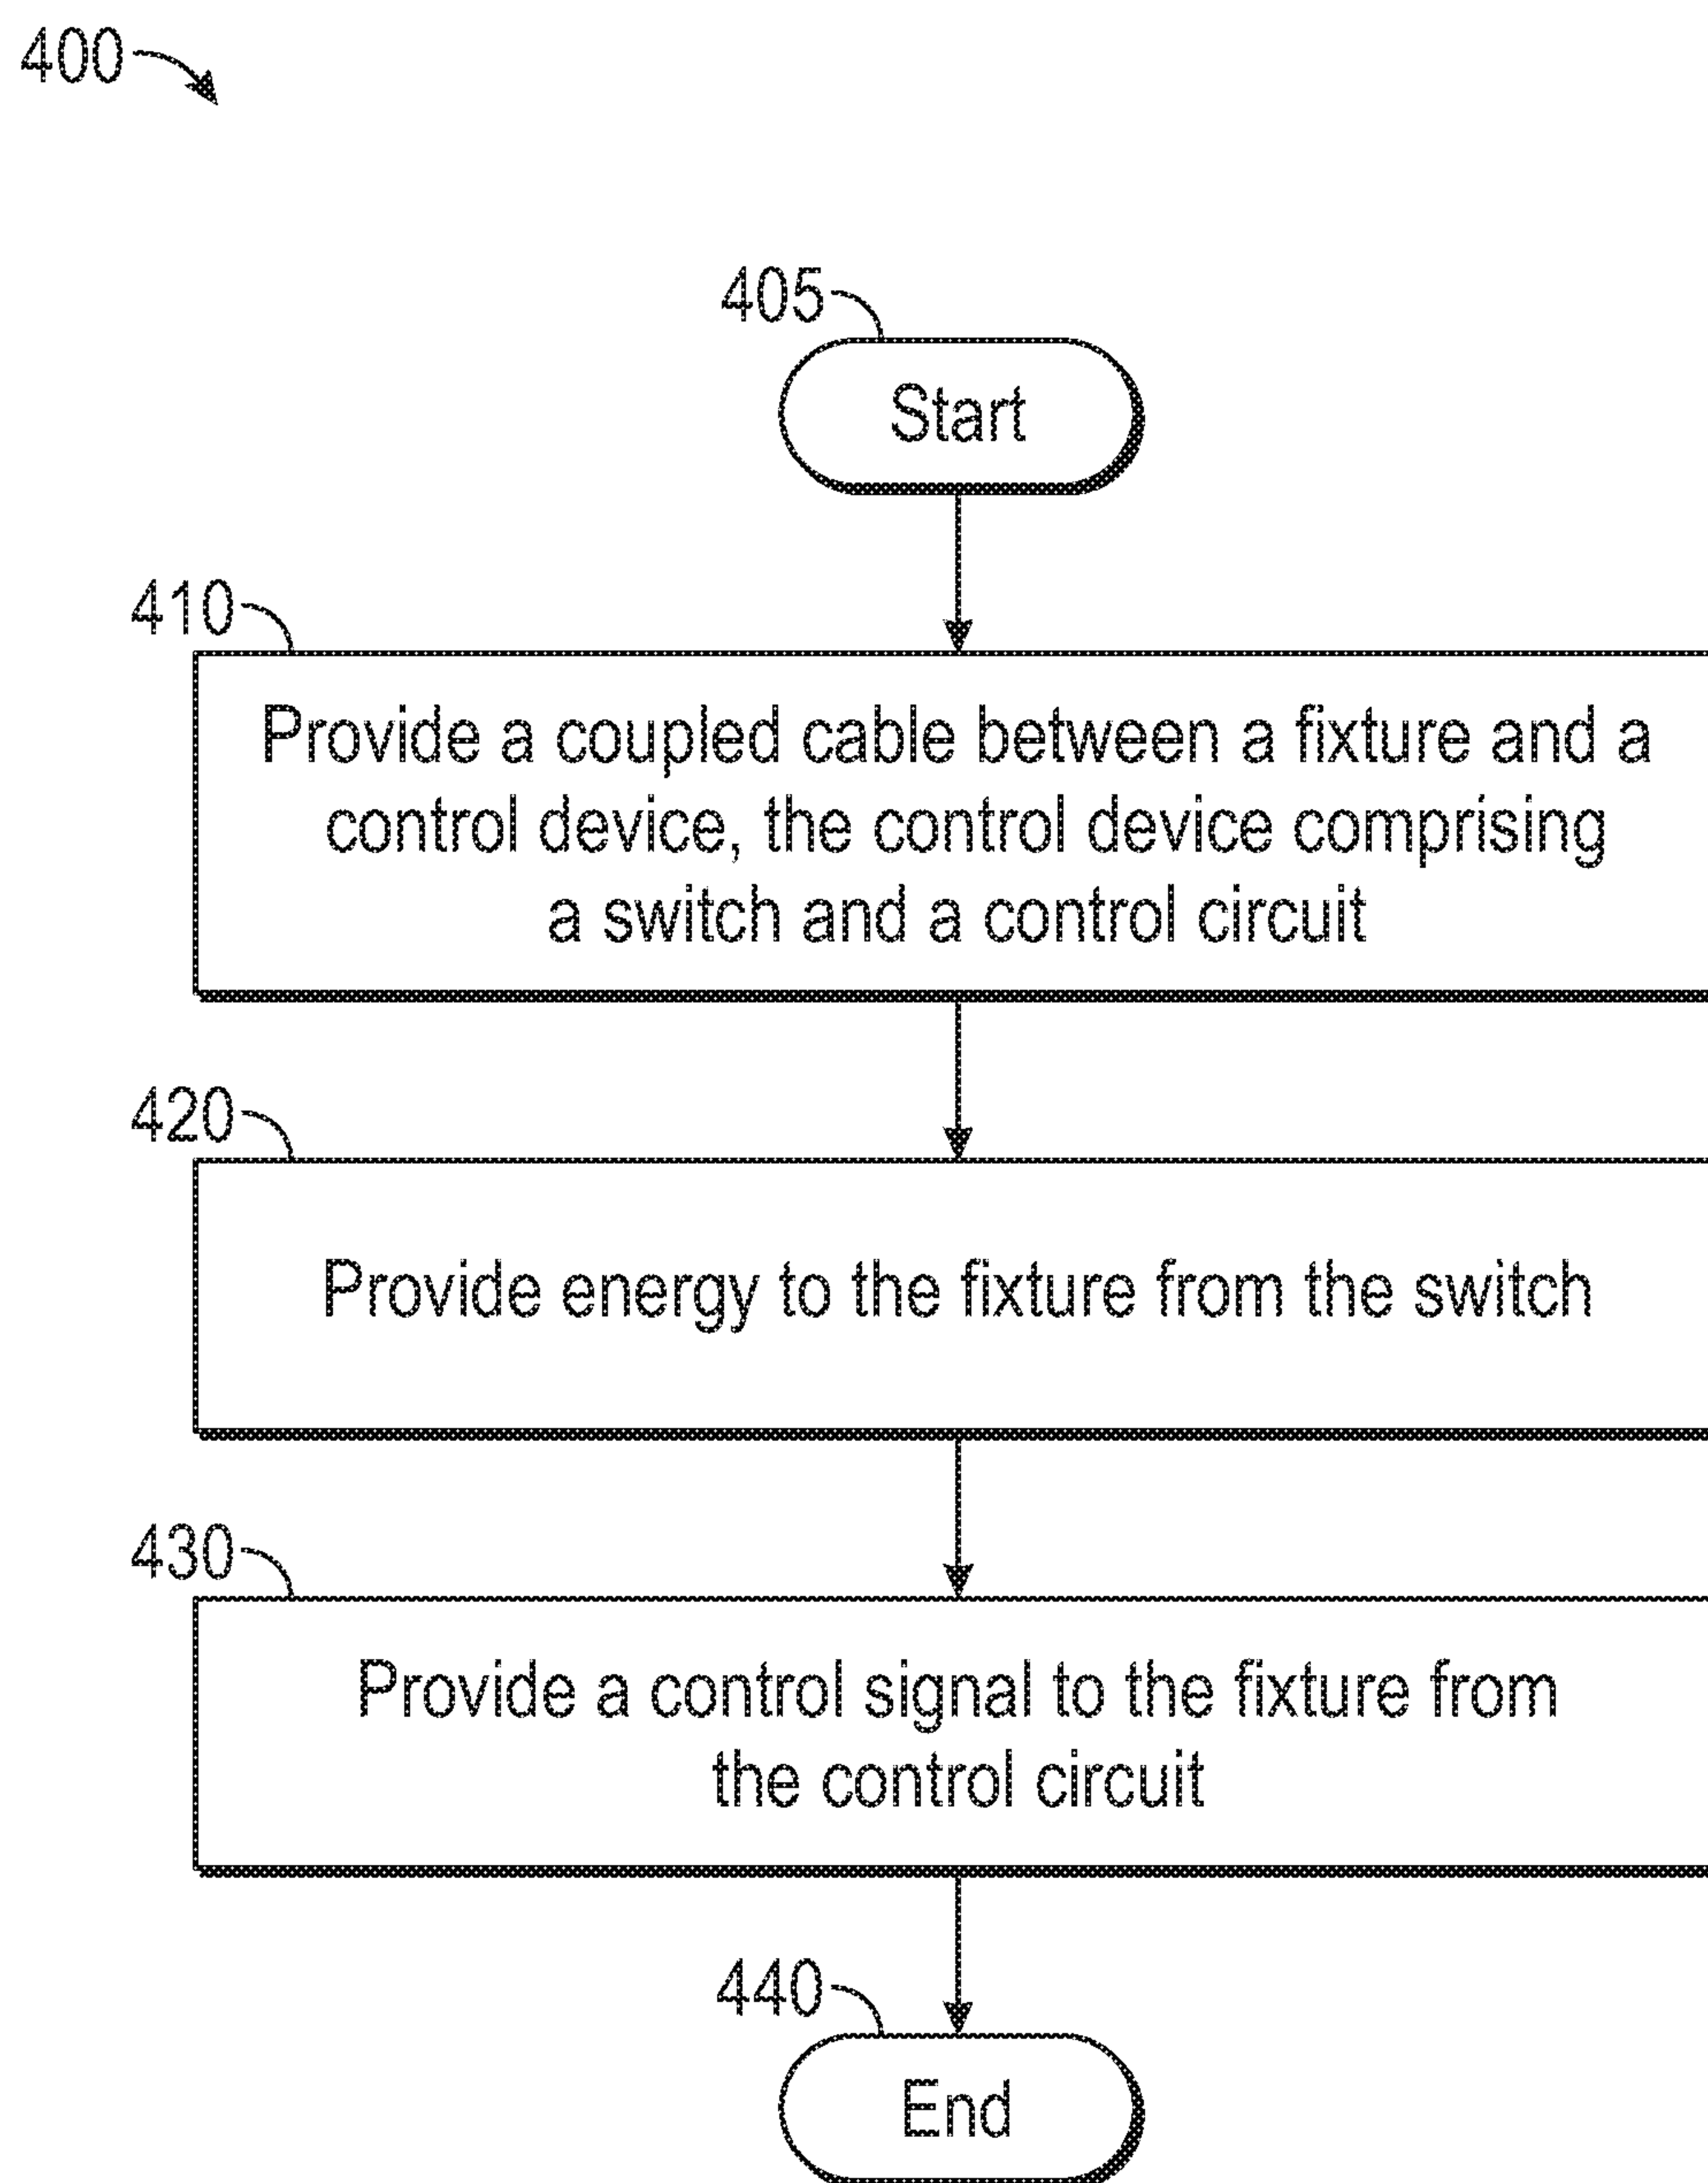 400
405
Start
410
Provide a coupled cable between a fixture and a
control device, the control device comprising
a switch and a control circuit
420
Provide energy to the fixture from the switch
430
Provide a control signal to the fixture from
the control circuit
440
End